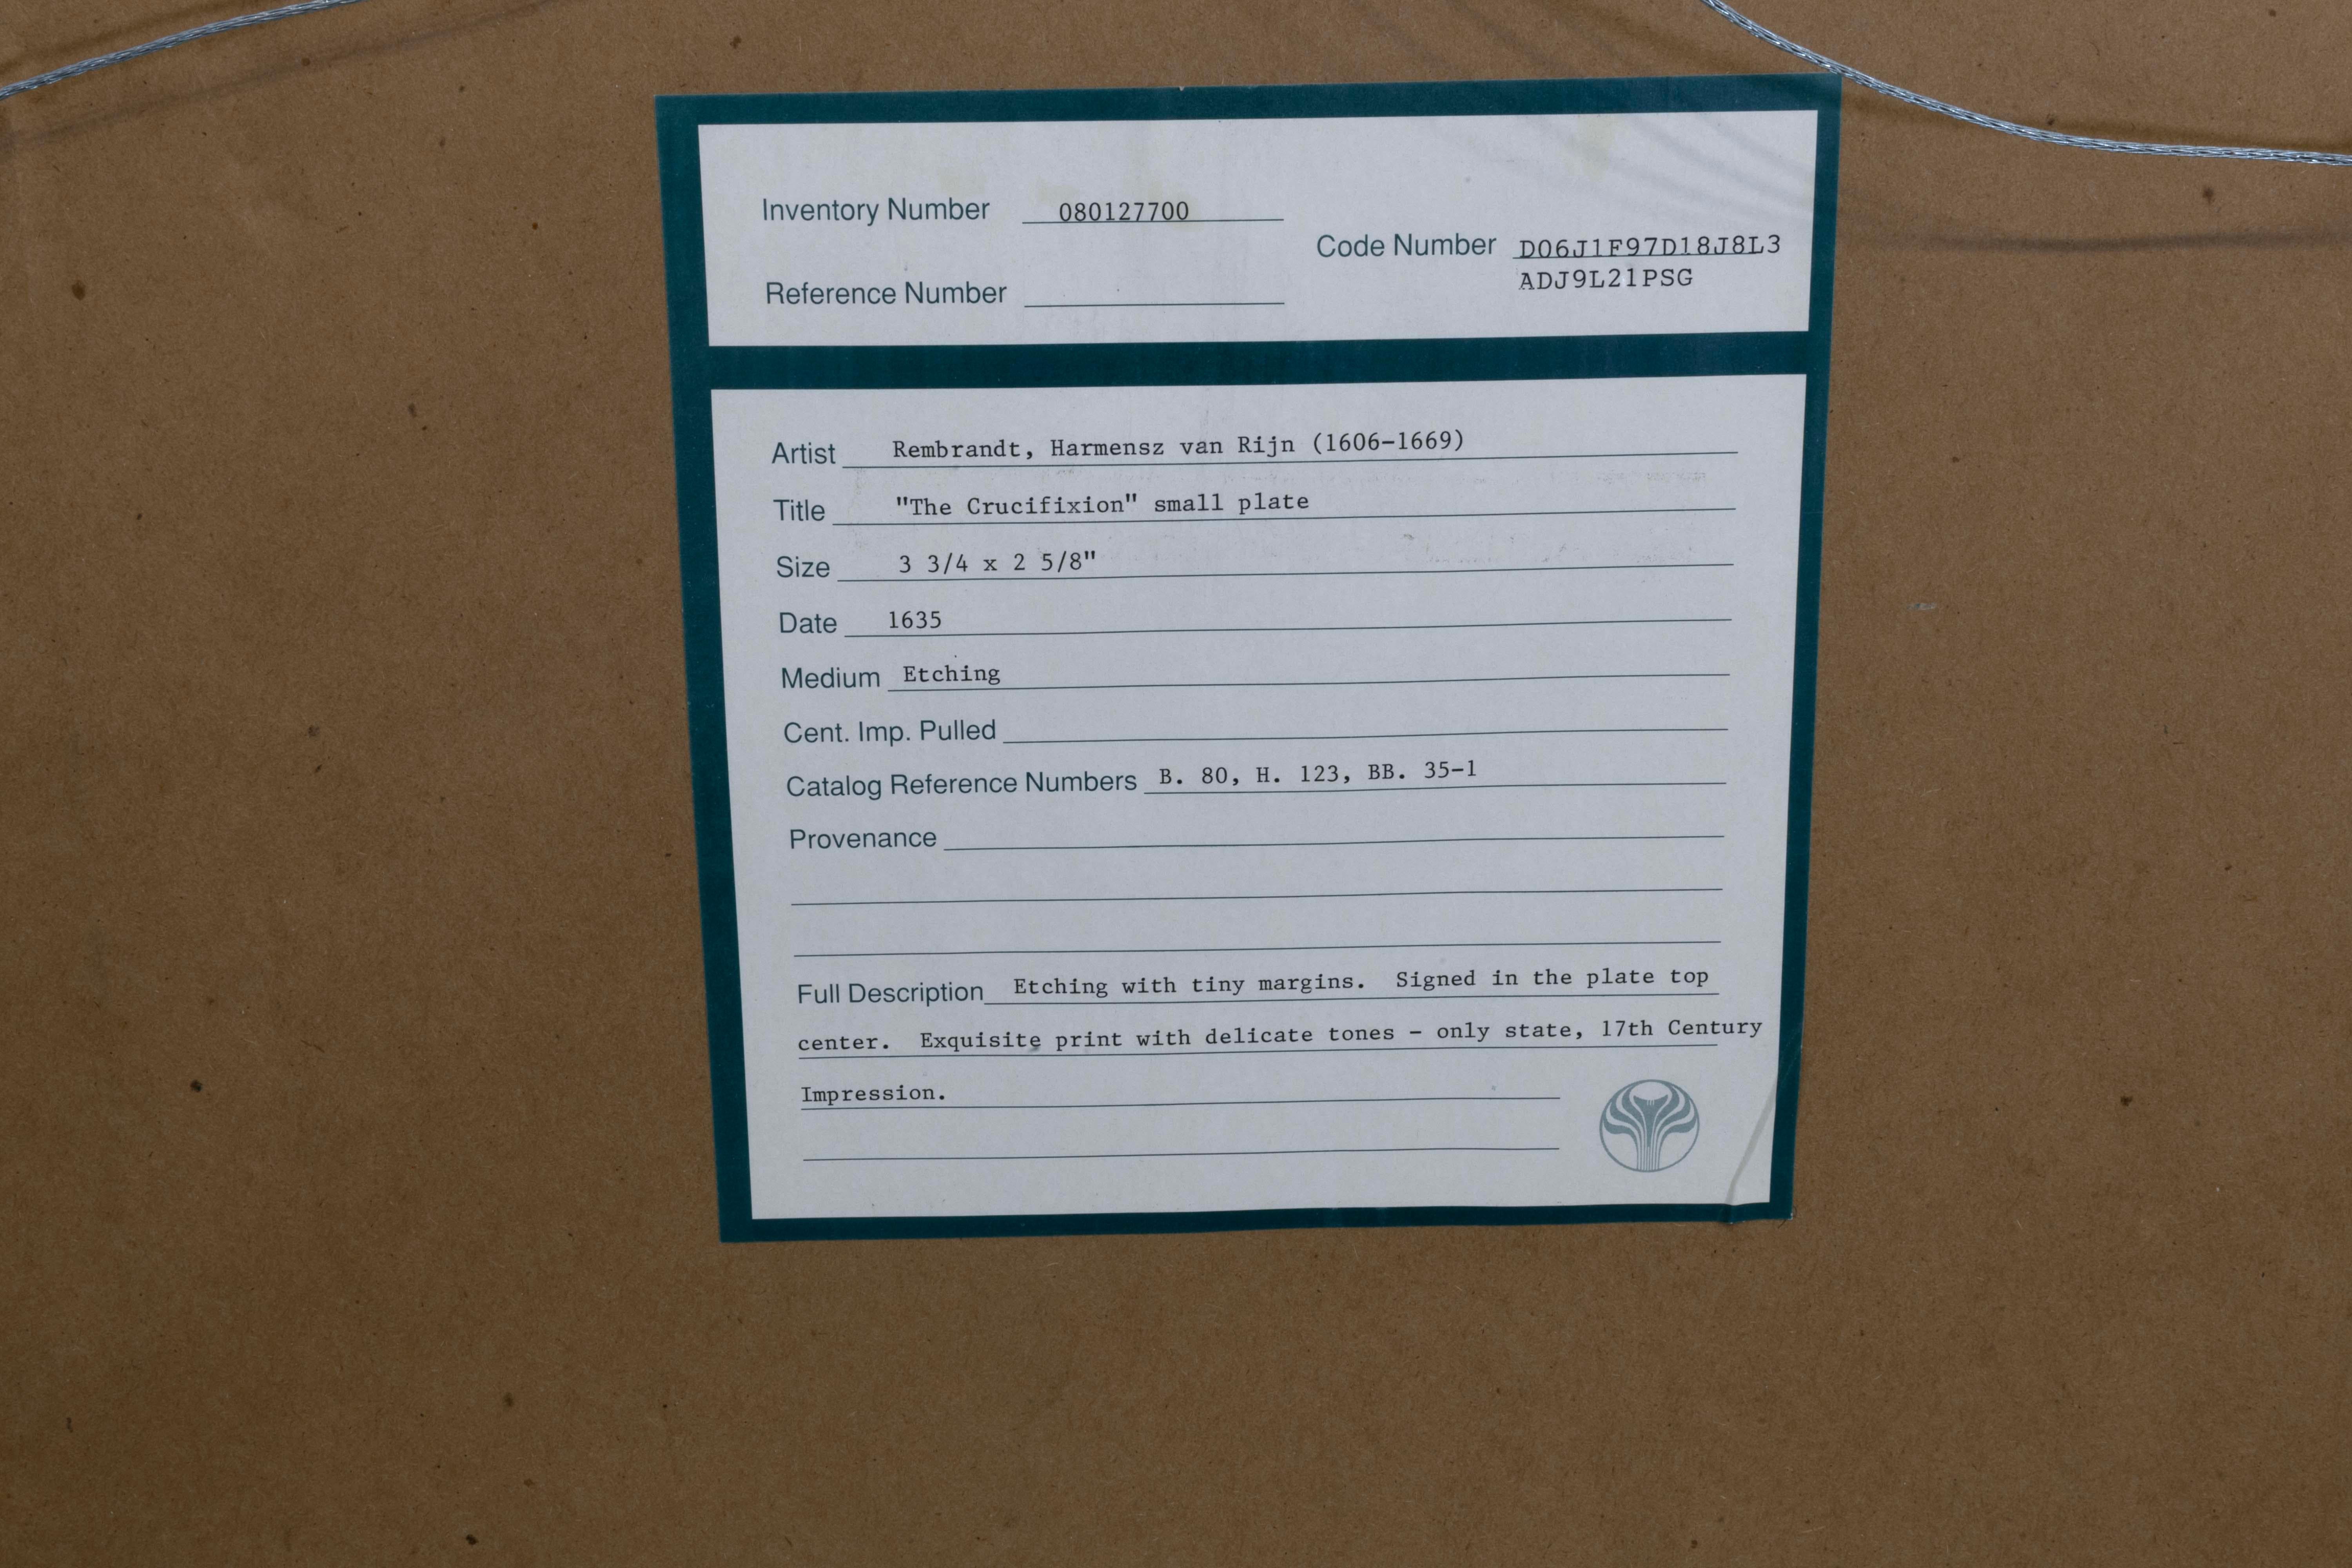 Inventory Number 080127700
Code Number D06J1F97D18J8L3
ADJ9L21PSG
Reference Number
Artist Rembrandt, Harmensz van Rijn (1606-1669)
Title "The Crucifixion" small plate
Size 3 3/4 x 2 5/8"
Date 1635
Medium Etching
Cent. Imp. Pulled
Catalog Reference Numbers B. 80, H. 123, BB. 35-1
Provenance
Full Description Etching with tiny margins. Signed in the plate top
center. Exquisite print with delicate tones - only state, 17th Century
Impression.